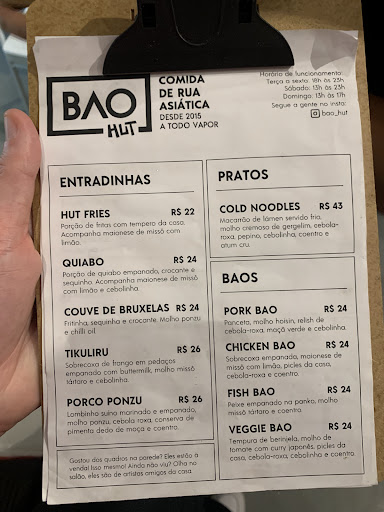 BAO
HUT
COMIDA
DE RUA
ASIÁTICA
DESDE 2015
A TODO VAPOR
Horário de funcionamento:
Terça a sexta: 18h às 23h
Sábado: 13h às 23h
Domingo: 13h às 17h
Segue a gente no insta:
bao_hut
ENTRADINHAS
HUT FRIES R$ 22
Porção de fritas com tempero da casa.
Acompanha maionese de missô com
limão.
QUIABO R$ 24
Porção de quiabo empanado, crocante e
sequinho. Acompanha maionese de missô
com limão e cebolinha.
COUVE DE BRUXELAS R$ 24
Fritinha, sequinha e crocante. Molho ponzu
e chilli oil.
TIKULIRU R$ 26
Sobrecoxa de frango em pedaços
empanado com buttermilk, molho missô
tártaro e cebolinha.
PORCO PONZU R$ 26
Lombinho suíno marinado e empanado,
molho ponzu, cebola roxa, conserva de
pimenta dedo de moça e coentro.
Gostou dos quadros na parede? Eles estão à
venda! Isso mesmo! Ainda não viu? Olha no
salão, eles são de artistas amigos da casa.
PRATOS
COLD NOODLES R$ 43
Macarrão de lámen servido frio,
molho cremoso de gergelim, cebola-
roxa, pepino, cebolinha, coentro e
atum cru.
BAOS
PORK BAO R$ 24
Panceta, molho hoisin, relish de
cebola-roxa, maçã verde e cebolinha.
CHICKEN BAO R$ 24
Sobrecoxa empanada, maionese de
missô com limão, picles da casa,
cebola-roxa e coentro.
FISH BAO R$ 24
Peixe empanado na panko, molho
missô tártaro e coentro.
VEGGIE BAO R$ 24
Tempura de berinjela, molho de
tomate com curry japonês, picles da
casa, cebola-roxa, cebolinha e coentro.